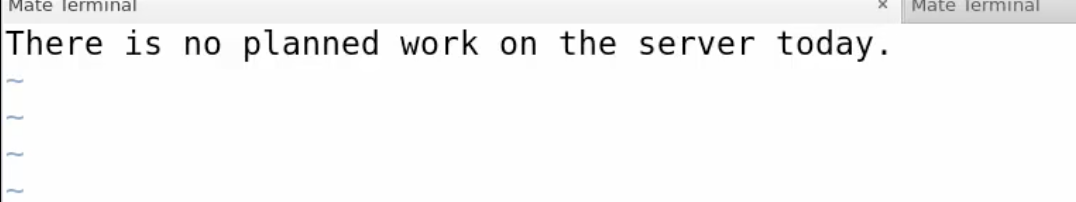 Mate Terminal × Mate Terminal
There is no planned work on the server today.
~
~
~
~